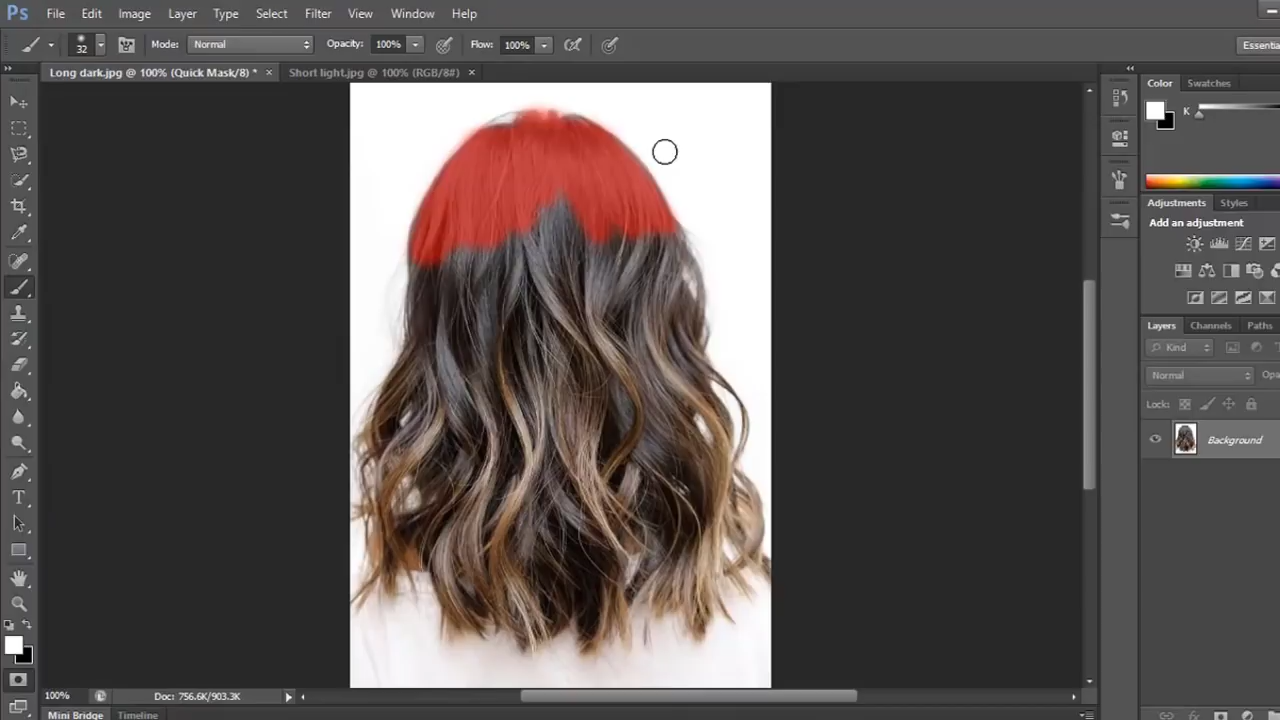 Ps File Edit Image Layer Type Select Filter View Window Help
32 Mode: Normal Opacity: 100% Flow: 100% Essentia
Long dark.jpg @ 100% (Quick Mask/8) * × Short light.jpg @ 100% (RGB/8#) ×
Color Swatches
K
Adjustments Styles
Add an adjustment
Layers Channels Paths
Kind
Normal Opa
Lock:
Background
T
100% Doc: 756.6K/903.3K
Mini Bridge Timeline